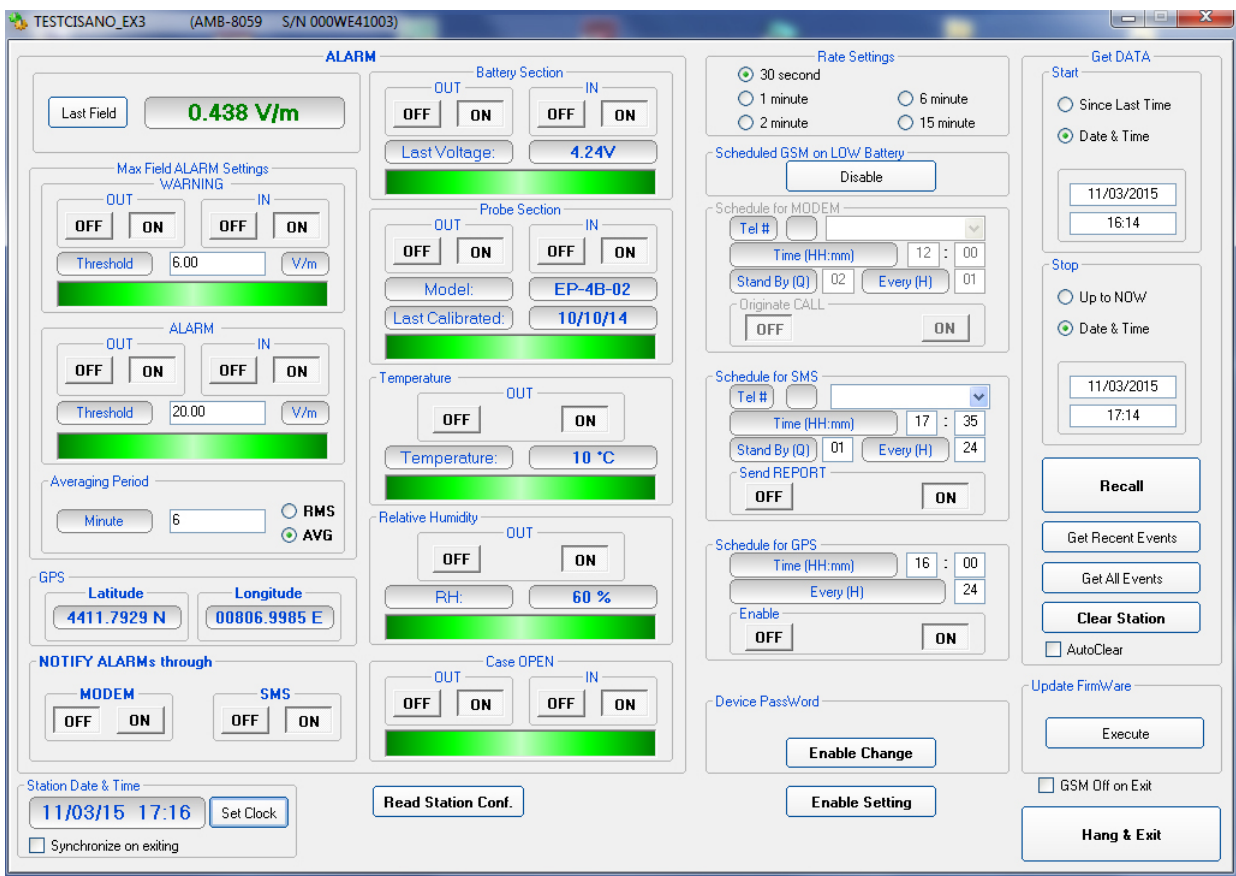 TESTCISANO_EX3 (AMB-8059 S/N 000WE41003)
X
ALARM
Last Field 0.438 V/m
Max Field ALARM Settings
WARNING
OUT IN
OFF ON OFF ON
Threshold 6.00 V/m
ALARM
OUT IN
OFF ON OFF ON
Threshold 20.00 V/m
Averaging Period
Minute 6
RMS
AVG
GPS
Latitude Longitude
4411.7929 N 00806.9985 E
NOTIFY ALARMs through
MODEM SMS
OFF ON OFF ON
Station Date & Time
11/03/15 17:16 Set Clock
Synchronize on exiting
Battery Section
OUT IN
OFF ON OFF ON
Last Voltage: 4.24V
Probe Section
OUT IN
OFF ON OFF ON
Model: EP-4B-02
Last Calibrated: 10/10/14
Temperature
OUT
OFF ON
Temperature: 10 °C
Relative Humidity
OUT
OFF ON
RH: 60 %
Case OPEN
OUT IN
OFF ON OFF ON
Read Station Conf.
Rate Settings
30 second
1 minute 6 minute
2 minute 15 minute
Scheduled GSM on LOW Battery
Disable
Schedule for MODEM
Tel #
Time (HH:mm) 12 : 00
Stand By (Q) 02 Every (H) 01
Originate CALL
OFF ON
Schedule for SMS
Tel #
Time (HH:mm) 17 : 35
Stand By (Q) 01 Every (H) 24
Send REPORT
OFF ON
Schedule for GPS
Time (HH:mm) 16 : 00
Every (H) 24
Enable
OFF ON
Device PassWord
Enable Change
Enable Setting
Get DATA
Start
Since Last Time
Date & Time
11/03/2015
16:14
Stop
Up to NOW
Date & Time
11/03/2015
17:14
Recall
Get Recent Events
Get All Events
Clear Station
AutoClear
Update FirmWare
Execute
GSM Off on Exit
Hang & Exit